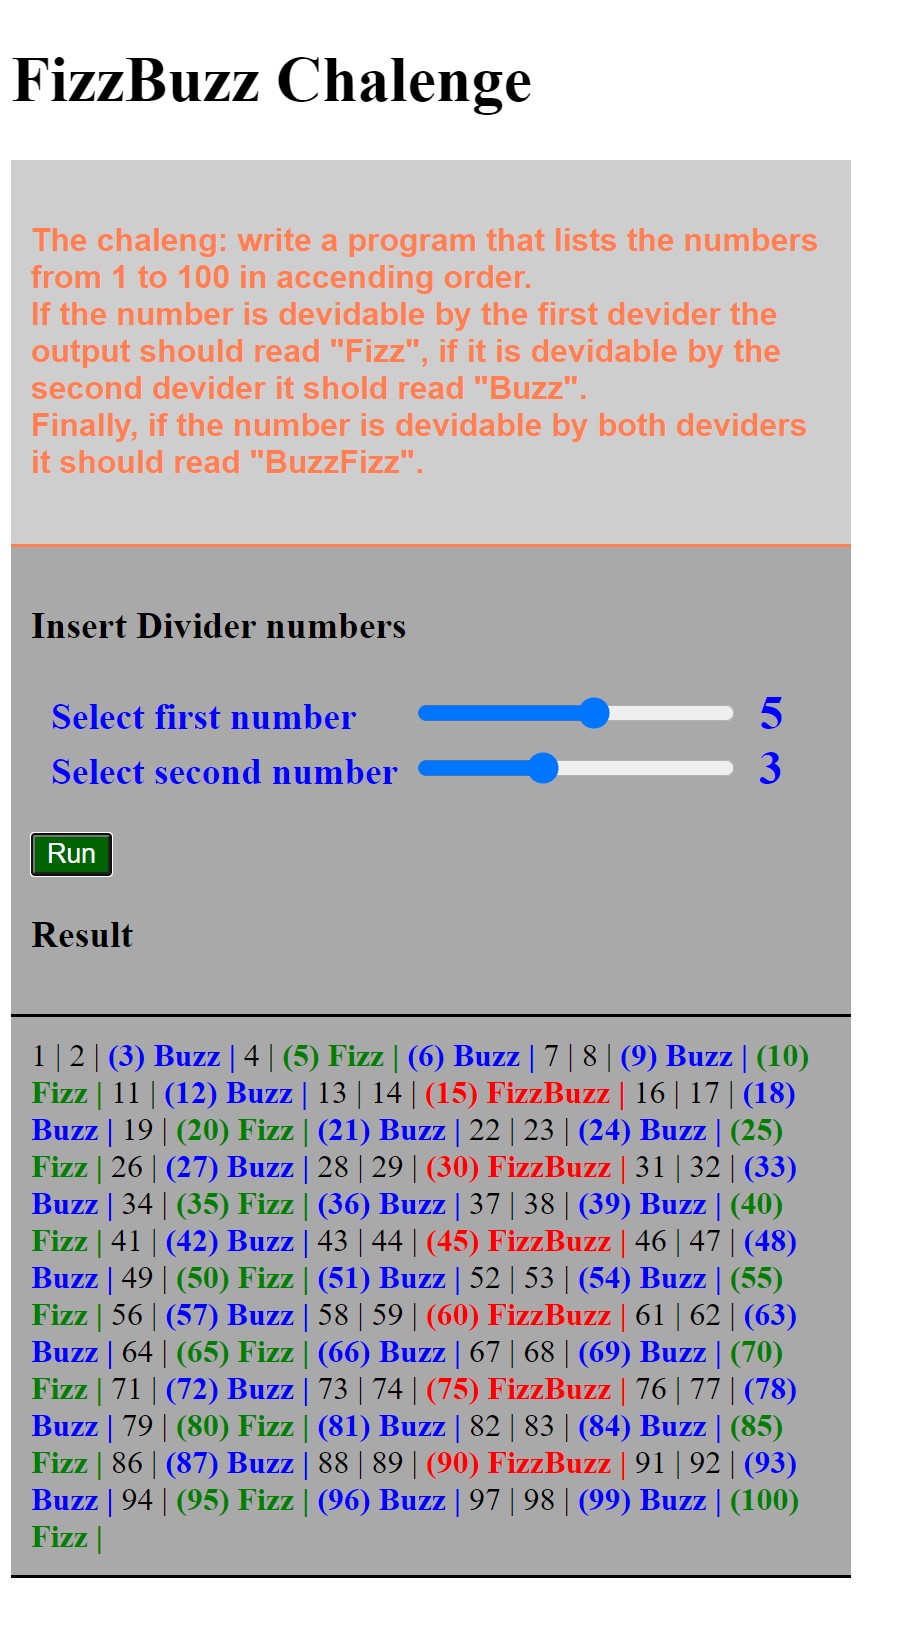 FizzBuzz Chalenge
The chaleng: write a program that lists the numbers
from 1 to 100 in accending order.
If the number is devidable by the first devider the
output should read "Fizz", if it is devidable by the
second devider it shold read "Buzz".
Finally, if the number is devidable by both deviders
it should read "BuzzFizz".
Insert Divider numbers
Select first number 5
Select second number 3
Run
Result
1 | 2 | (3) Buzz | 4 | (5) Fizz | (6) Buzz | 7 | 8 | (9) Buzz | (10)
Fizz | 11 | (12) Buzz | 13 | 14 | (15) FizzBuzz | 16 | 17 | (18)
Buzz | 19 | (20) Fizz | (21) Buzz | 22 | 23 | (24) Buzz | (25)
Fizz | 26 | (27) Buzz | 28 | 29 | (30) FizzBuzz | 31 | 32 | (33)
Buzz | 34 | (35) Fizz | (36) Buzz | 37 | 38 | (39) Buzz | (40)
Fizz | 41 | (42) Buzz | 43 | 44 | (45) FizzBuzz | 46 | 47 | (48)
Buzz | 49 | (50) Fizz | (51) Buzz | 52 | 53 | (54) Buzz | (55)
Fizz | 56 | (57) Buzz | 58 | 59 | (60) FizzBuzz | 61 | 62 | (63)
Buzz | 64 | (65) Fizz | (66) Buzz | 67 | 68 | (69) Buzz | (70)
Fizz | 71 | (72) Buzz | 73 | 74 | (75) FizzBuzz | 76 | 77 | (78)
Buzz | 79 | (80) Fizz | (81) Buzz | 82 | 83 | (84) Buzz | (85)
Fizz | 86 | (87) Buzz | 88 | 89 | (90) FizzBuzz | 91 | 92 | (93)
Buzz | 94 | (95) Fizz | (96) Buzz | 97 | 98 | (99) Buzz | (100)
Fizz |